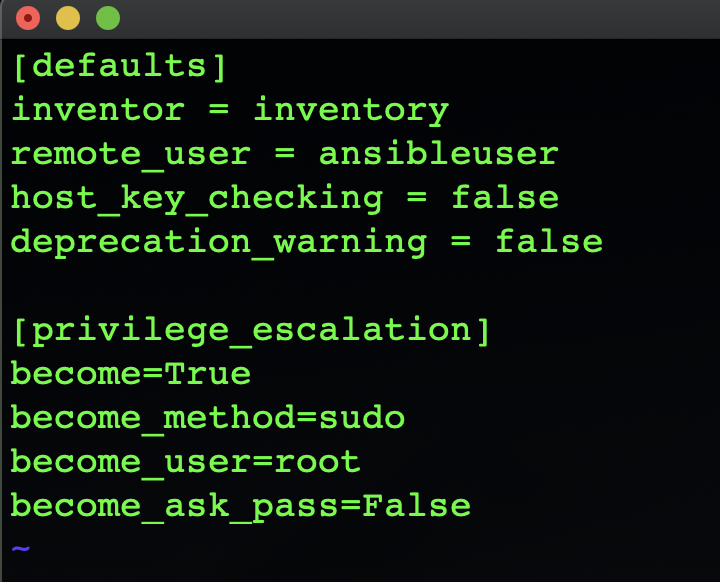 [defaults]
inventor = inventory
remote_user = ansibleuser
host_key_checking = false
deprecation_warning = false
[privilege_escalation]
become=True
become_method=sudo
become_user=root
become_ask_pass=False
~